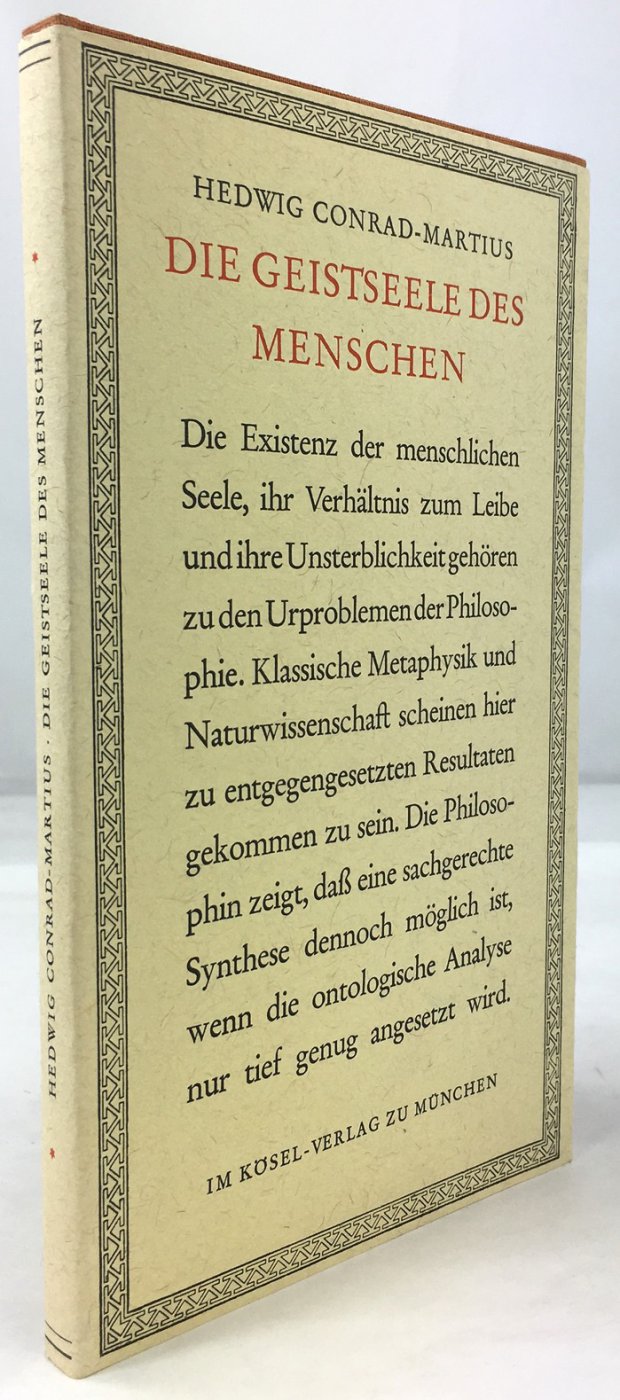 HEDWIG CONRAD-MARTIUS · DIE GEISTSEELE DES MENSCHEN
HEDWIG CONRAD-MARTIUS
DIE GEISTSEELE DES
MENSCHEN
Die Existenz der menschlichen
Seele, ihr Verhältnis zum Leibe
und ihre Unsterblichkeit gehören
zu den Urproblemen der Philoso-
phie. Klassische Metaphysik und
Naturwissenschaft scheinen hier
zu entgegengesetzten Resultaten
gekommen zu sein. Die Philoso-
phin zeigt, daß eine sachgerechte
Synthese dennoch möglich ist,
wenn die ontologische Analyse
nur tief genug angesetzt wird.
IM KÖSEL-VERLAG ZU MÜNCHEN